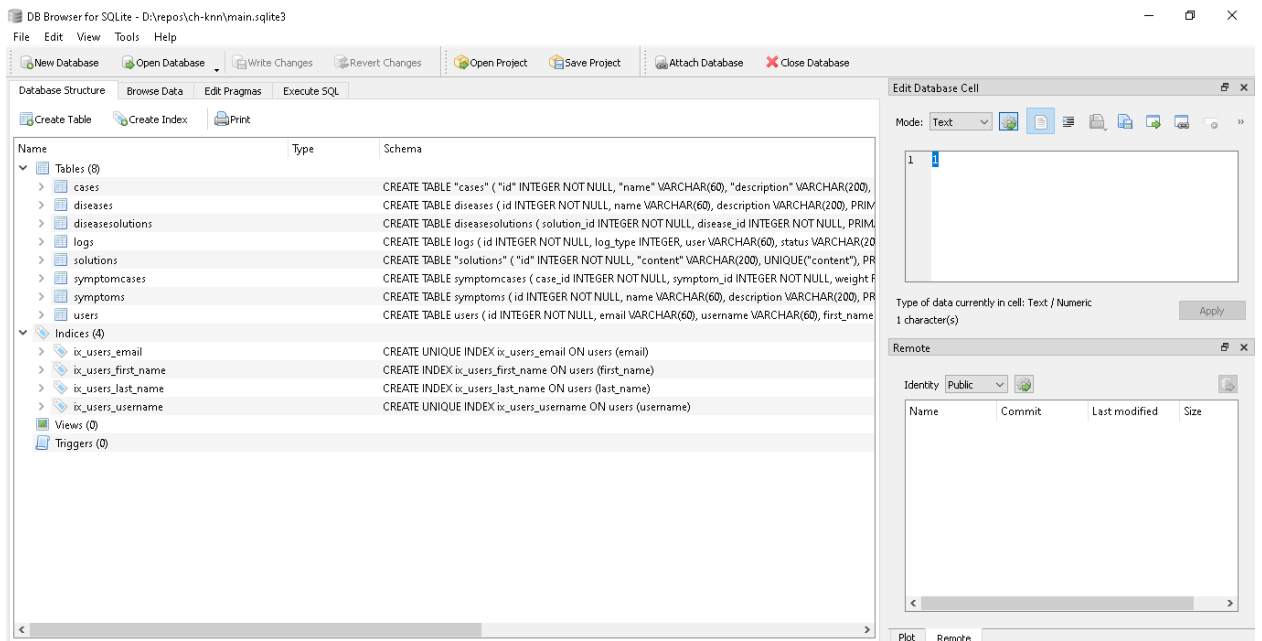 DB Browser for SQLite - D:\repos\ch-knn\main.sqlite3
File Edit View Tools Help
New Database Open Database Write Changes Revert Changes Open Project Save Project Attach Database Close Database
Database Structure Browse Data Edit Pragmas Execute SQL
Create Table Create Index Print
Name Type Schema
Tables (8)
cases CREATE TABLE "cases" ( "id" INTEGER NOT NULL, "name" VARCHAR(60), "description" VARCHAR(200),
diseases CREATE TABLE diseases ( id INTEGER NOT NULL, name VARCHAR(60), description VARCHAR(200), PRIM
diseasesolutions CREATE TABLE diseasesolutions ( solution_id INTEGER NOT NULL, disease_id INTEGER NOT NULL, PRIM
logs CREATE TABLE logs ( id INTEGER NOT NULL, log_type INTEGER, user VARCHAR(60), status VARCHAR(20
solutions CREATE TABLE "solutions" ( "id" INTEGER NOT NULL, "content" VARCHAR(200), UNIQUE("content"), PR
symptomcases CREATE TABLE symptomcases ( case_id INTEGER NOT NULL, symptom_id INTEGER NOT NULL, weight F
symptoms CREATE TABLE symptoms ( id INTEGER NOT NULL, name VARCHAR(60), description VARCHAR(200), PR
users CREATE TABLE users ( id INTEGER NOT NULL, email VARCHAR(60), username VARCHAR(60), first_name
Indices (4)
ix_users_email CREATE UNIQUE INDEX ix_users_email ON users (email)
ix_users_first_name CREATE INDEX ix_users_first_name ON users (first_name)
ix_users_last_name CREATE INDEX ix_users_last_name ON users (last_name)
ix_users_username CREATE UNIQUE INDEX ix_users_username ON users (username)
Views (0)
Triggers (0)
Edit Database Cell
Mode: Text
1 1
Type of data currently in cell: Text / Numeric
1 character(s)
Apply
Remote
Identity Public
Name Commit Last modified Size
Plot Remote